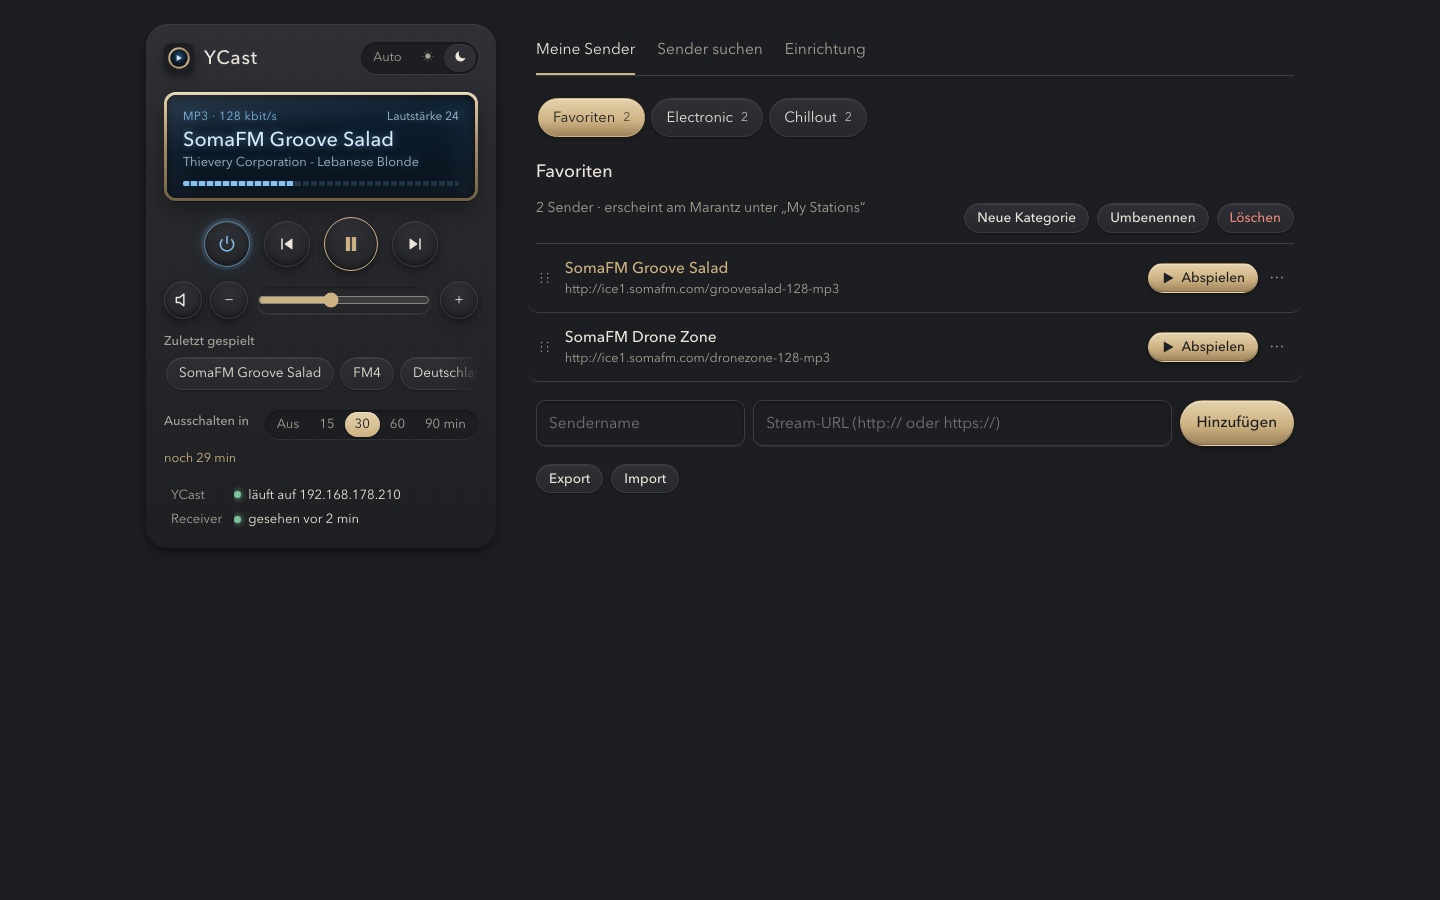 YCast
Auto
MP3 · 128 kbit/s
Lautstärke 24
SomaFM Groove Salad
Thievery Corporation - Lebanese Blonde
Zuletzt gespielt
SomaFM Groove Salad
FM4
Ausschalten in
Aus
15
30
60
90 min
noch 29 min
YCast
läuft auf 192.168.178.210
Receiver
gesehen vor 2 min
Meine Sender
Sender suchen
Einrichtung
Favoriten 2
Electronic 2
Chillout 2
Favoriten
2 Sender · erscheint am Marantz unter „My Stations“
Neue Kategorie
Umbenennen
Löschen
SomaFM Groove Salad
http://ice1.somafm.com/groovesalad-128-mp3
Abspielen
SomaFM Drone Zone
http://ice1.somafm.com/dronezone-128-mp3
Abspielen
Sendername
Stream-URL (http:// oder https://)
Hinzufügen
Export
Import